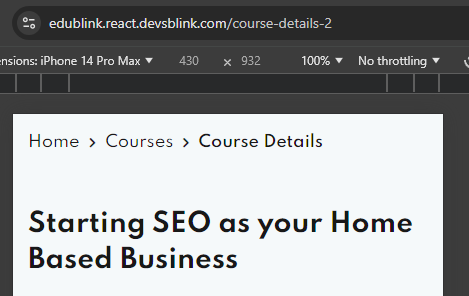 edublink.react.devsblink.com/course-details-2
ensions: iPhone 14 Pro Max ▼ 430 × 932 100% ▼ No throttling ▼
Home > Courses > Course Details
Starting SEO as your Home
Based Business